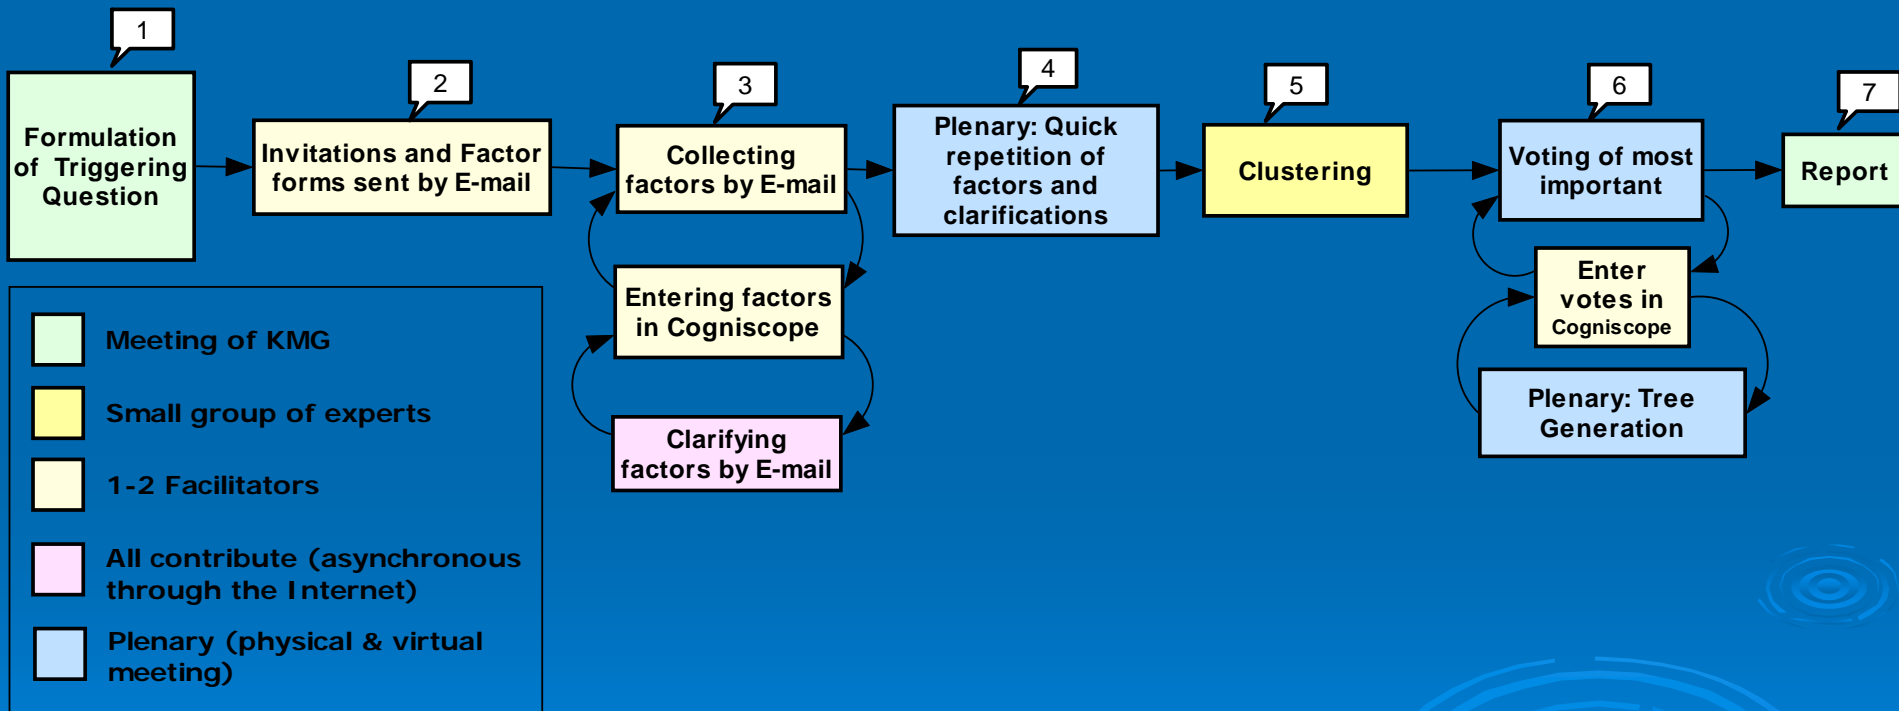 1
Formulation
of Triggering
Question
2
Invitations and Factor
forms sent by E-mail
3
Collecting
factors by E-mail
Entering factors
in Cogniscope
Clarifying
factors by E-mail
4
Plenary: Quick
repetition of
factors and
clarifications
5
Clustering
6
Voting of most
important
Enter
votes in
Cogniscope
Plenary: Tree
Generation
7
Report
Meeting of KMG
Small group of experts
1-2 Facilitators
All contribute (asynchronous
through the Internet)
Plenary (physical & virtual
meeting)